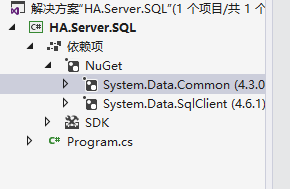 解决方案"HA.Server.SQL"(1 个项目/共 1 个
C# HA.Server.SQL
依赖项
NuGet
System.Data.Common (4.3.0
System.Data.SqlClient (4.6.1)
SDK
C# Program.cs